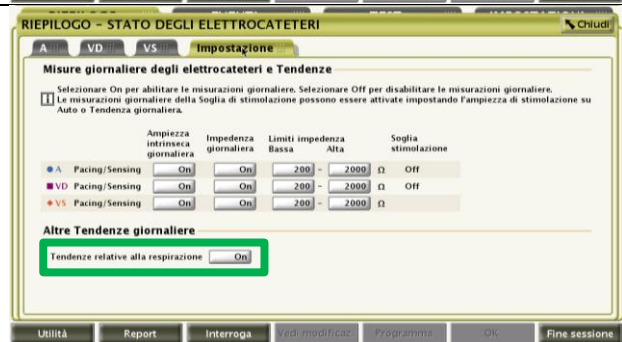 RIEPILOGO - STATO DEGLI ELETTROCATETERI
Chiudi
A VD VS Impostazione
Misure giornaliere degli elettrocateteri e Tendenze
Selezionare On per abilitare le misurazioni giornaliere. Selezionare Off per disabilitare le misurazioni giornaliere.
Le misurazioni giornaliere della Soglia di stimolazione possono essere attivate impostando l'ampiezza di stimolazione su
Auto o Tendenza giornaliera.
Ampiezza intrinseca giornaliera
Impedenza giornaliera
Limiti impedenza
Bassa Alta
Soglia stimolazione
A Pacing/Sensing On On 200 - 2000 Ω Off
VD Pacing/Sensing On On 200 - 2000 Ω Off
VS Pacing/Sensing On On 200 - 2000 Ω
Altre Tendenze giornaliere
Tendenze relative alla respirazione On
Utilità Report Interroga Vedi modificaz. Programma OK Fine sessione